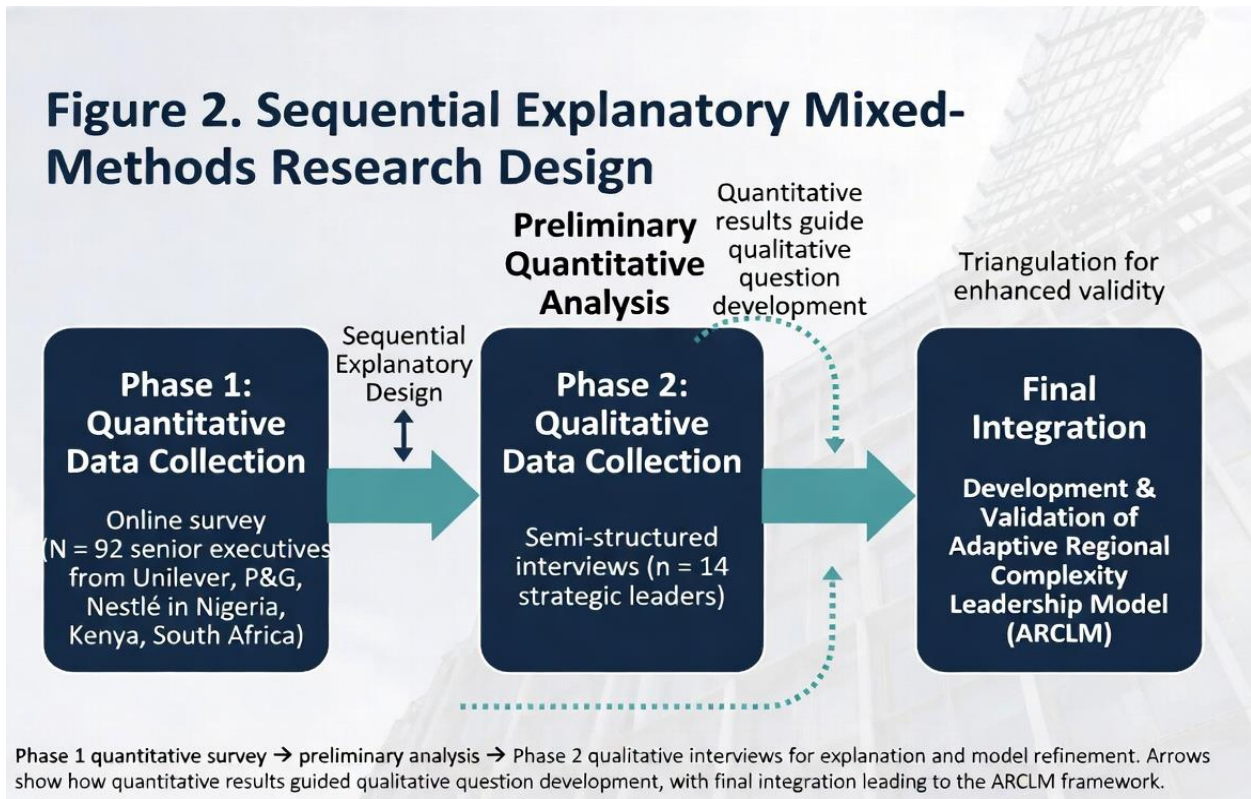 Figure 2. Sequential Explanatory Mixed-
Methods Research Design
Preliminary
Quantitative
Analysis
Quantitative
results guide
qualitative
question
development
Triangulation for
enhanced validity
Phase 1:
Quantitative
Data Collection
Online survey
(N = 92 senior executives
from Unilever, P&G,
Nestlé in Nigeria,
Kenya, South Africa)
Sequential
Explanatory
Design
Phase 2:
Qualitative
Data Collection
Semi-structured
interviews (n = 14
strategic leaders)
Final
Integration
Development &
Validation of
Adaptive Regional
Complexity
Leadership Model
(ARCLM)
Phase 1 quantitative survey → preliminary analysis → Phase 2 qualitative interviews for explanation and model refinement. Arrows
show how quantitative results guided qualitative question development, with final integration leading to the ARCLM framework.